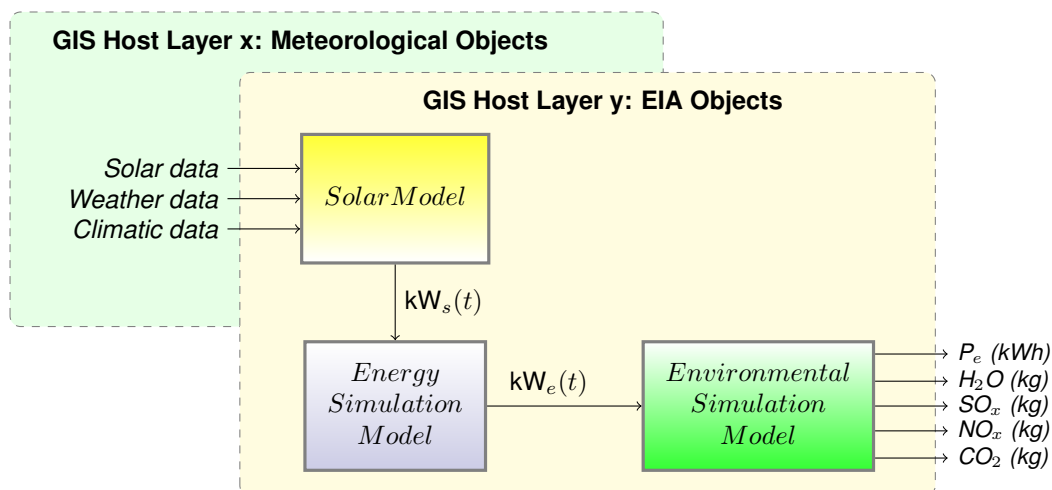 GIS Host Layer x: Meteorological Objects
GIS Host Layer y: EIA Objects
Solar data
Weather data
Climatic data
SolarModel
kWₛ(t)
Energy
Simulation
Model
kWₑ(t)
Environmental
Simulation
Model
Pₑ (kWh)
H₂O (kg)
SOₓ (kg)
NOₓ (kg)
CO₂ (kg)